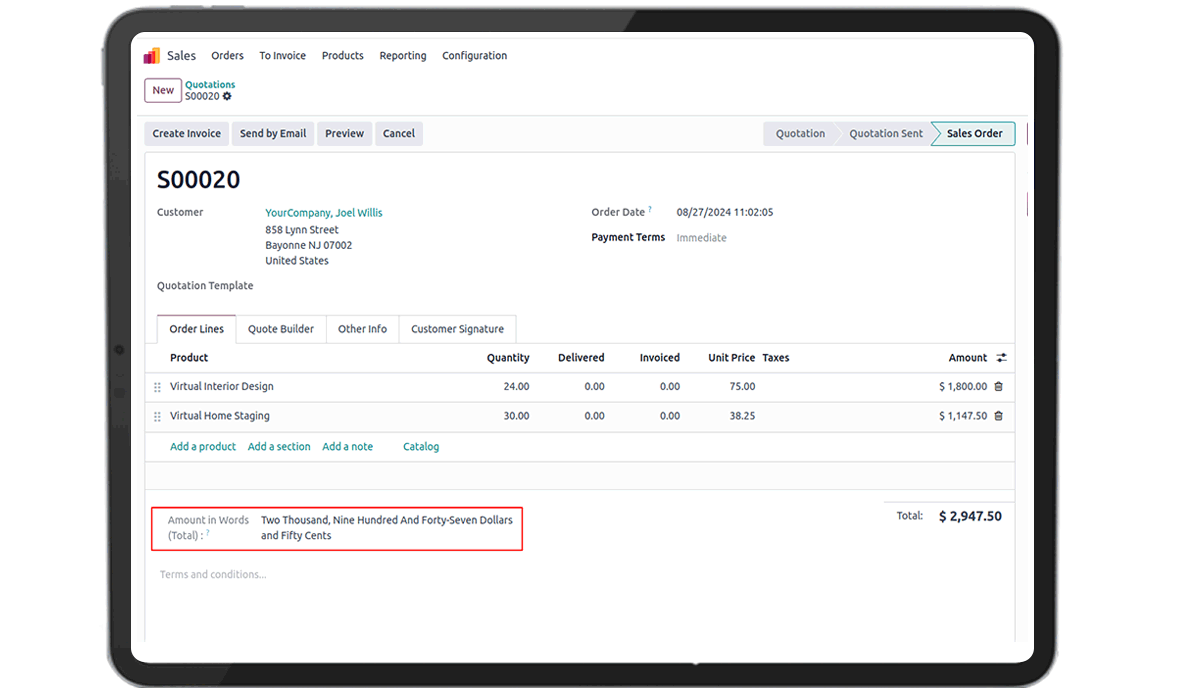 Sales Orders To Invoice Products Reporting Configuration
New Quotations
S00020
Create Invoice Send by Email Preview Cancel Quotation Quotation Sent Sales Order
S00020
Customer YourCompany, Joel Willis Order Date ? 08/27/2024 11:02:05
858 Lynn Street
Bayonne NJ 07002 Payment Terms Immediate
United States
Quotation Template
Order Lines Quote Builder Other Info Customer Signature
Product Quantity Delivered Invoiced Unit Price Taxes Amount
Virtual Interior Design 24.00 0.00 0.00 75.00 $ 1,800.00
Virtual Home Staging 30.00 0.00 0.00 38.25 $ 1,147.50
Add a product Add a section Add a note Catalog
Amount in Words Two Thousand, Nine Hundred And Forty-Seven Dollars Total: $ 2,947.50
(Total) : ? and Fifty Cents
Terms and conditions...